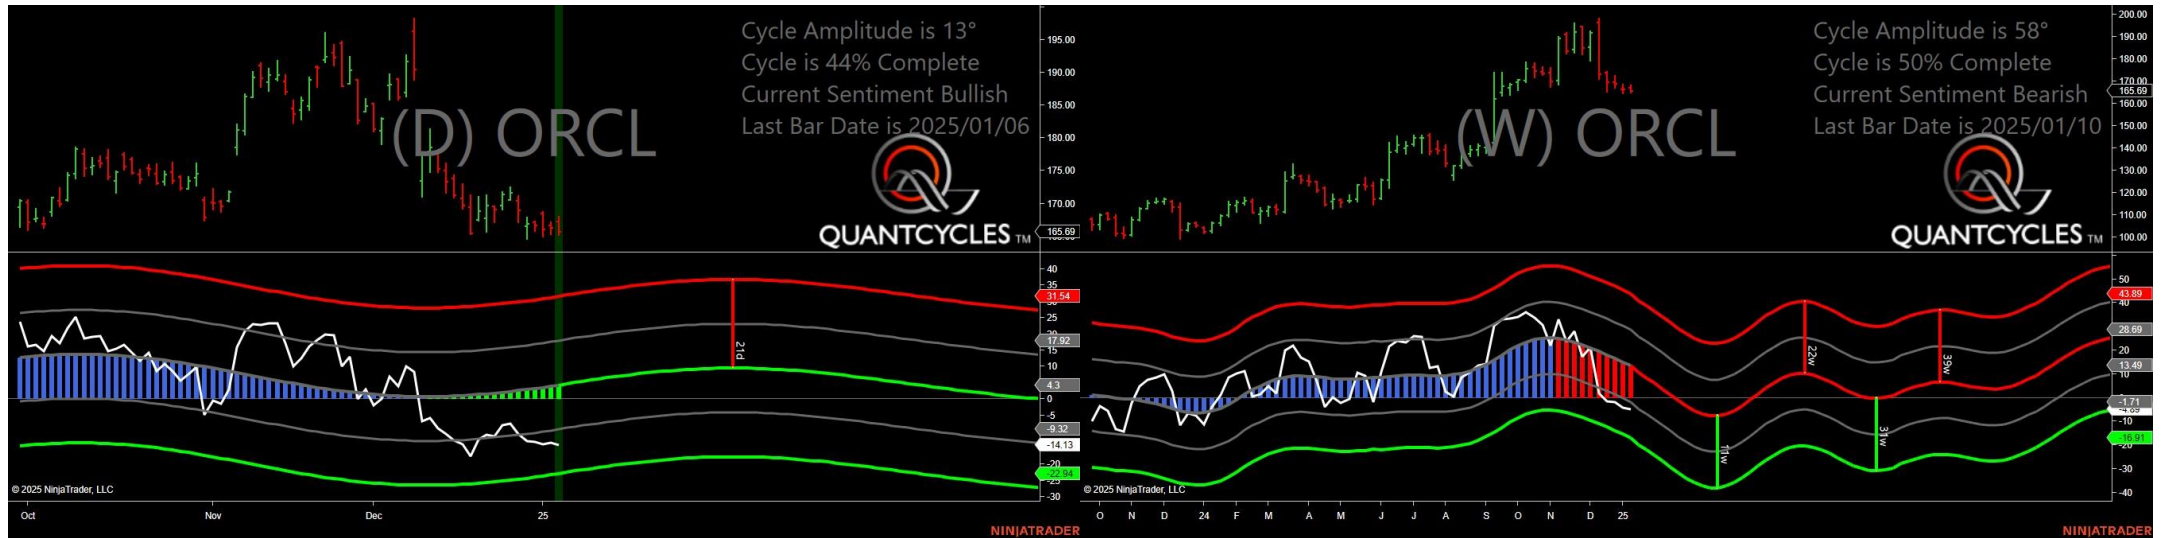 Cycle Amplitude is 13°
Cycle is 44% Complete
Current Sentiment Bullish
Last Bar Date is 2025/01/06
(D) ORCL
QUANTCYCLES TM
195.00
190.00
185.00
180.00
175.00
170.00
165.69
40
35
31.54
25
17.92
15
10
4.3
0
-5
-9.32
-14.13
-20
-22.94
-30
21d
© 2025 NinjaTrader, LLC
Oct
Nov
Dec
25
NINJATRADER
Cycle Amplitude is 58°
Cycle is 50% Complete
Current Sentiment Bearish
Last Bar Date is 2025/01/10
(W) ORCL
QUANTCYCLES TM
200.00
190.00
180.00
170.00
165.69
160.00
150.00
140.00
130.00
120.00
110.00
100.00
50
43.89
40
28.69
20
13.49
10
-1.71
-4.89
-10
-16.91
-30
-40
11w
22w
31w
39w
© 2025 NinjaTrader, LLC
O N D 24 F M A M J J A S O N D 25
NINJATRADER